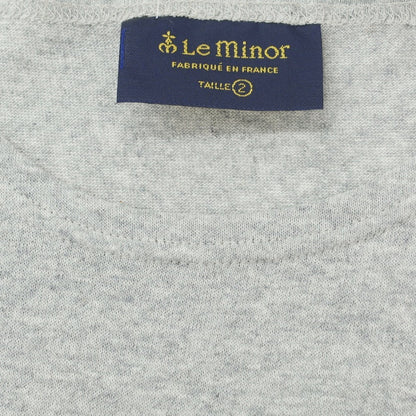 Le Minor
FABRIQUÉ EN FRANCE
TAILLE 2